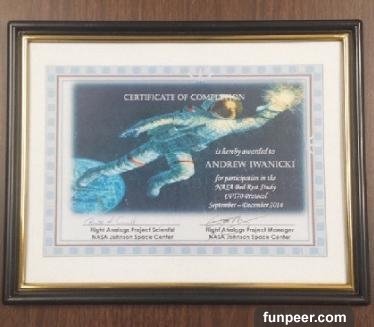 CERTIFICATE OF COMPLETION
is hereby awarded to
ANDREW IWANICKI
for participation in the
NASA Bed Rest Study
September – December 2014
Flight Analogs Project Scientist
NASA Johnson Space Center
Flight Analogs Project Manager
NASA Johnson Space Center
funpeer.com